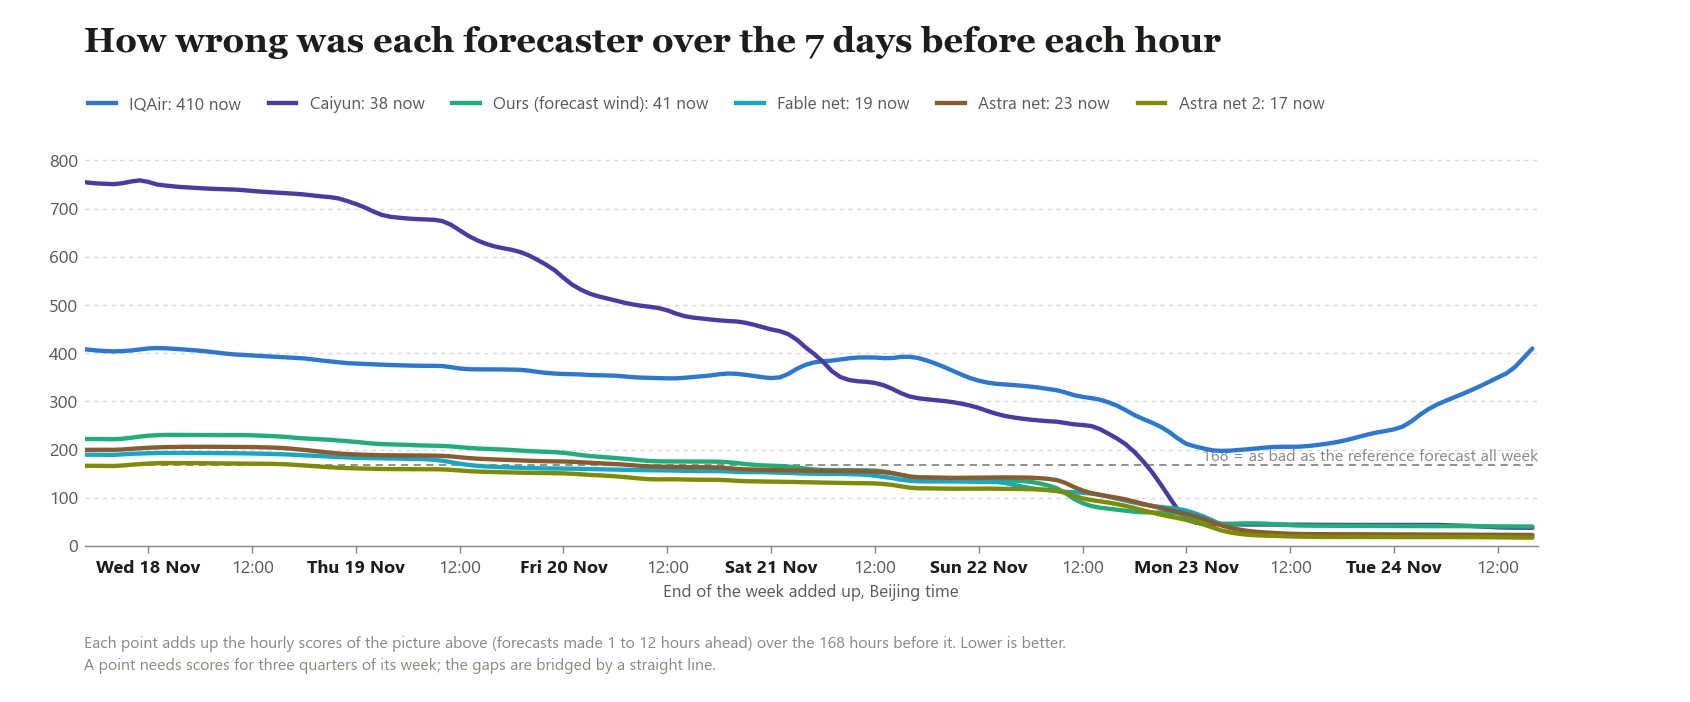 How wrong was each forecaster over the 7 days before each hour
IQAir: 410 now Caiyun: 38 now Ours (forecast wind): 41 now Fable net: 19 now Astra net: 23 now Astra net 2: 17 now
800
700
600
500
400
300
200
168 = as bad as the reference forecast all week
100
0
Wed 18 Nov 12:00 Thu 19 Nov 12:00 Fri 20 Nov 12:00 Sat 21 Nov 12:00 Sun 22 Nov 12:00 Mon 23 Nov 12:00 Tue 24 Nov 12:00
End of the week added up, Beijing time
Each point adds up the hourly scores of the picture above (forecasts made 1 to 12 hours ahead) over the 168 hours before it. Lower is better.
A point needs scores for three quarters of its week; the gaps are bridged by a straight line.